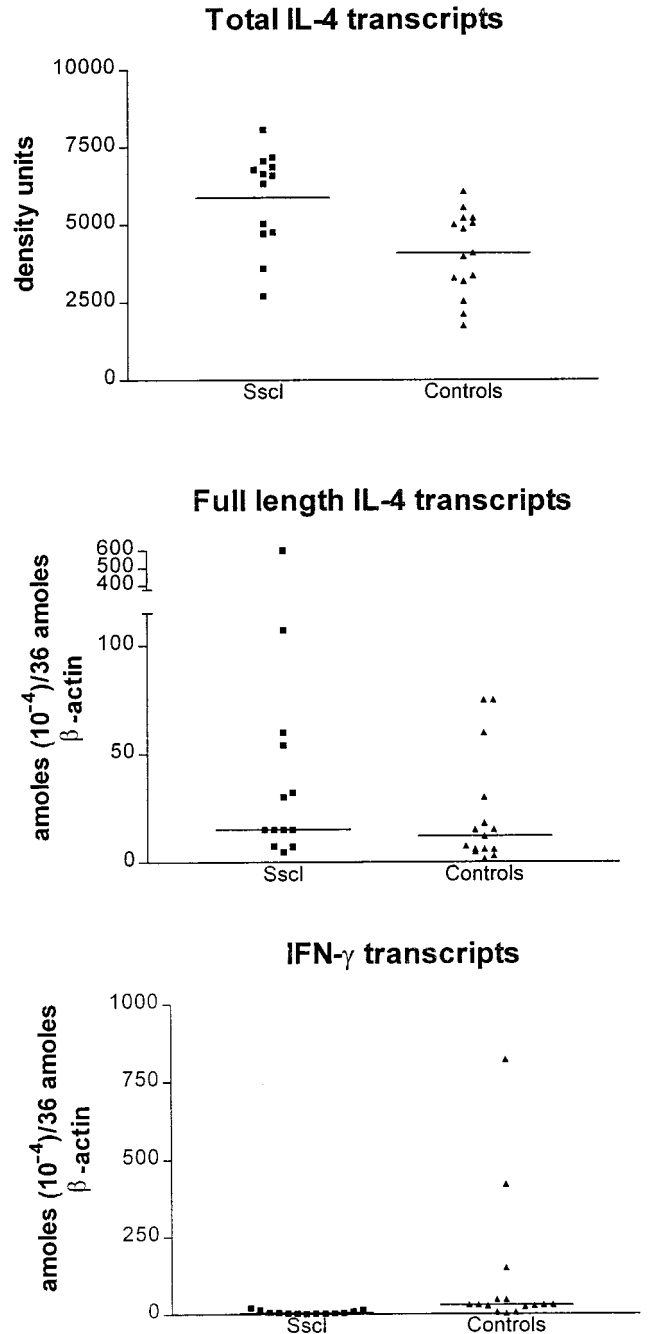 Total IL-4 transcripts
10000
7500
5000
2500
0
density units
Sscl
Controls
Full length IL-4 transcripts
600
500
400
100
50
0
amoles (10⁻⁴)/36 amoles
β-actin
Sscl
Controls
IFN-γ transcripts
1000
750
500
250
0
amoles (10⁻⁴)/36 amoles
β-actin
Sscl
Controls